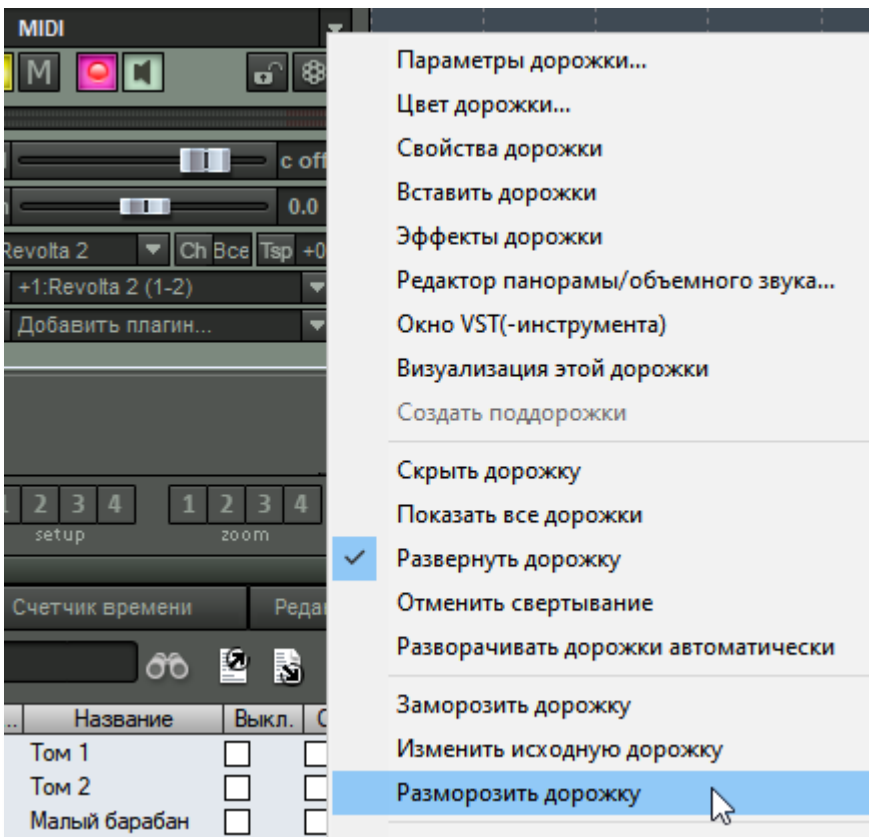 MIDI
M
c off
0.0
Revolta 2
Ch Все Tsp +0
+1:Revolta 2 (1-2)
Добавить плагин...
2 3 4
1 2 3 4
setup
zoom
Счетчик времени
Название
Выкл.
Том 1
Том 2
Малый барабан
Параметры дорожки...
Цвет дорожки...
Свойства дорожки
Вставить дорожки
Эффекты дорожки
Редактор панорамы/объемного звука...
Окно VST(-инструмента)
Визуализация этой дорожки
Создать поддорожки
Скрыть дорожку
Показать все дорожки
Развернуть дорожку
Отменить свертывание
Разворачивать дорожки автоматически
Заморозить дорожку
Изменить исходную дорожку
Разморозить дорожку